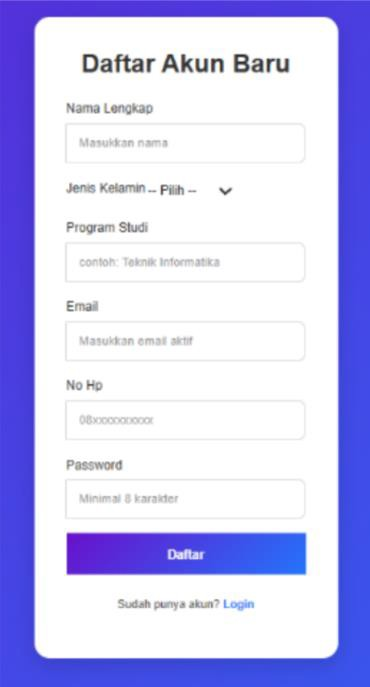 Daftar Akun Baru
Nama Lengkap
Masukkan nama
Jenis Kelamin -- Pilih --
Program Studi
contoh: Teknik Informatika
Email
Masukkan email aktif
No Hp
08xxxxxxxxxx
Password
Minimal 8 karakter
Daftar
Sudah punya akun? Login